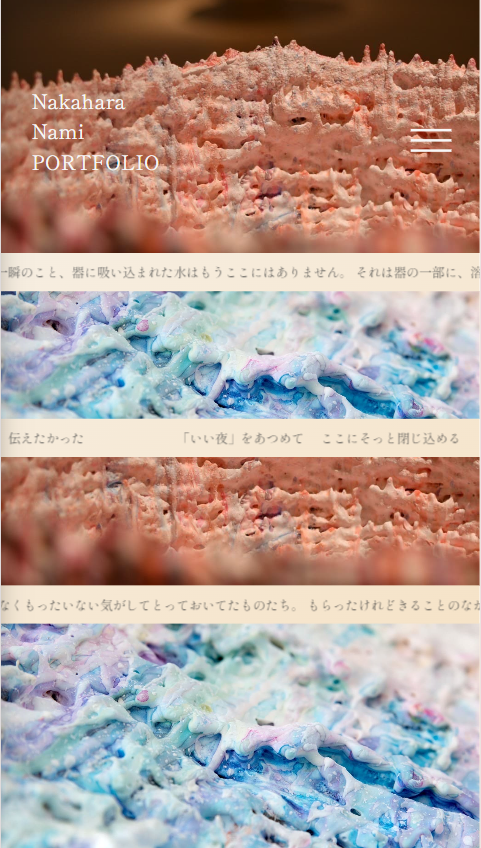 Nakahara
Nami
PORTFOLIO
一瞬のこと、器に吸い込まれた水はもうここにはありません。 それは器の一部に、溶
伝えたかった 「いい夜」をあつめて ここにそっと閉じ込める
なくもったいない気がしてとっておいてたものたち。 もらったけれどきることのなか